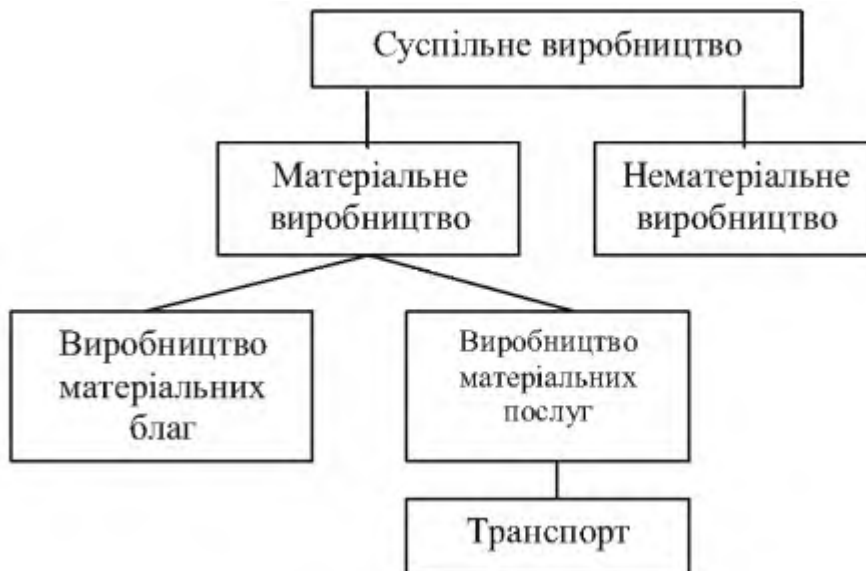 Суспільне виробництво
Матеріальне
виробництво
Нематеріальне
виробництво
Виробництво
матеріальних
благ
Виробництво
матеріальних
послуг
Транспорт